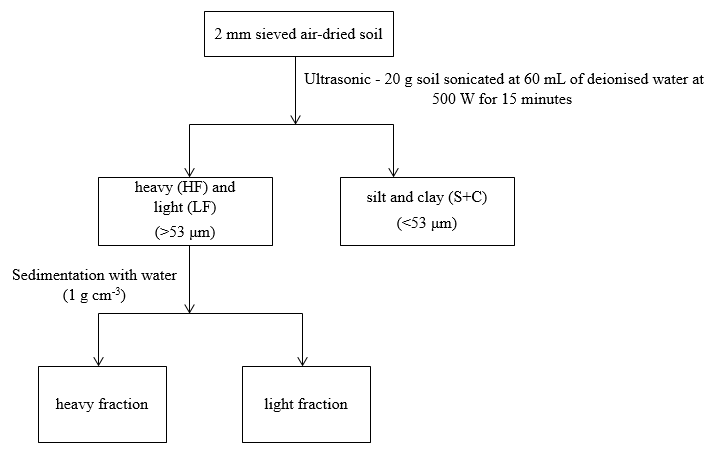 2 mm sieved air-dried soil
Ultrasonic - 20 g soil sonicated at 60 mL of deionised water at
500 W for 15 minutes
heavy (HF) and
light (LF)
(>53 µm)
silt and clay (S+C)
(<53 µm)
Sedimentation with water
(1 g cm⁻³)
heavy fraction
light fraction